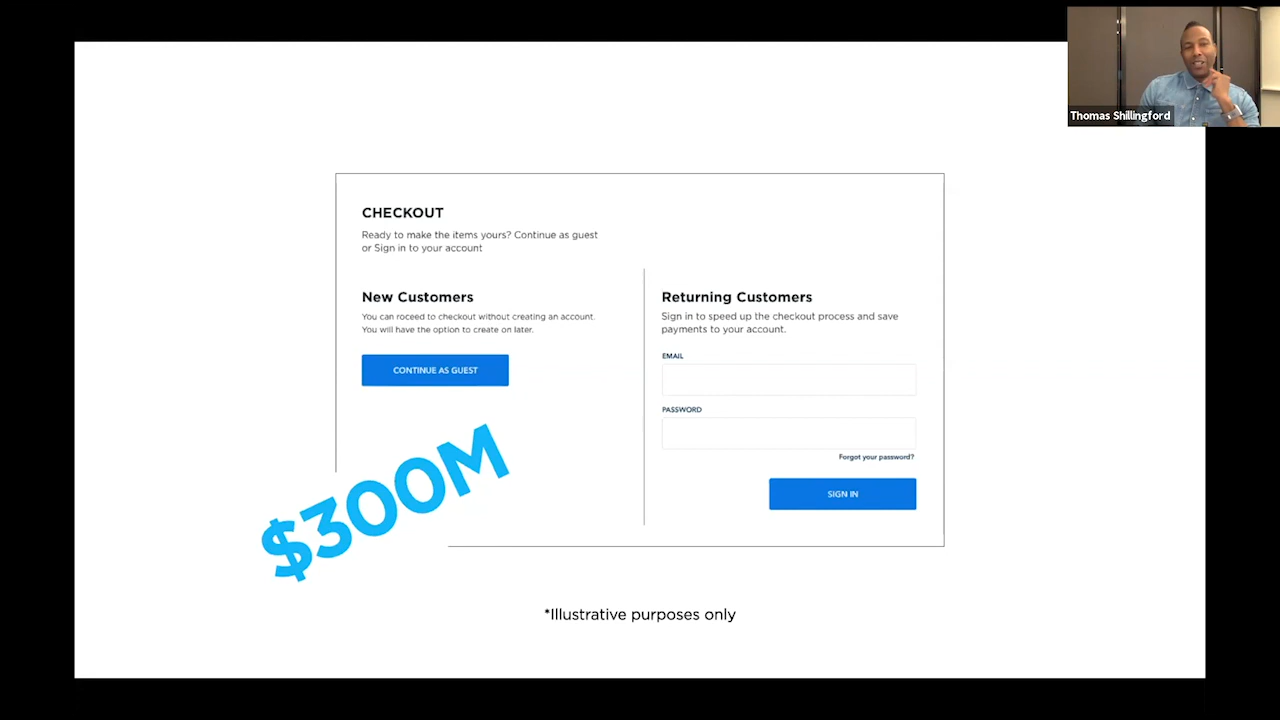 Thomas Shillingford
CHECKOUT
Ready to make the items yours? Continue as guest
or Sign in to your account
New Customers
You can roceed to checkout without creating an account.
You will have the option to create on later.
CONTINUE AS GUEST
Returning Customers
Sign in to speed up the checkout process and save
payments to your account.
EMAIL
PASSWORD
Forgot your password?
SIGN IN
$300M
*Illustrative purposes only